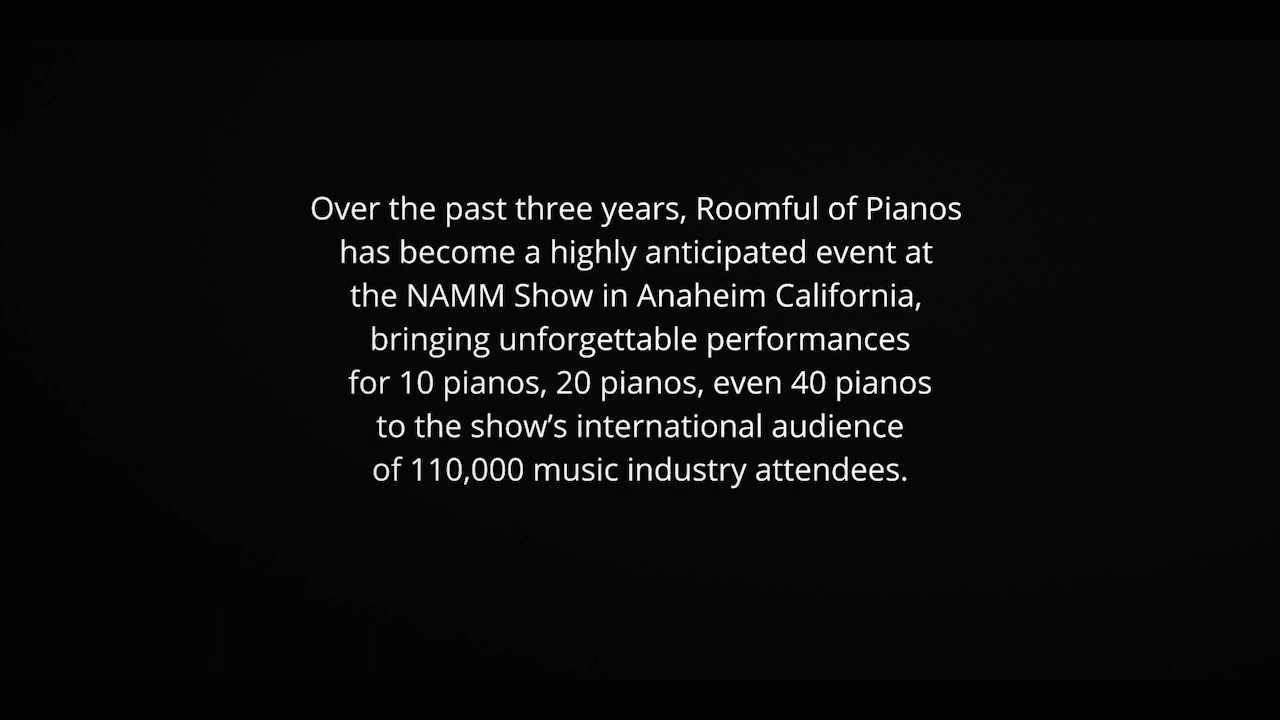 Over the past three years, Roomful of Pianos
has become a highly anticipated event at
the NAMM Show in Anaheim California,
bringing unforgettable performances
for 10 pianos, 20 pianos, even 40 pianos
to the show’s international audience
of 110,000 music industry attendees.